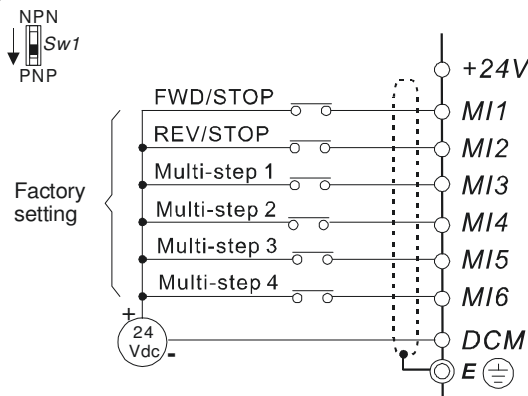 NPN
Sw1
PNP
+24V
FWD/STOP
MI1
REV/STOP
MI2
Multi-step 1
MI3
Factory
setting
Multi-step 2
MI4
Multi-step 3
MI5
Multi-step 4
MI6
+
24
Vdc
-
DCM
E